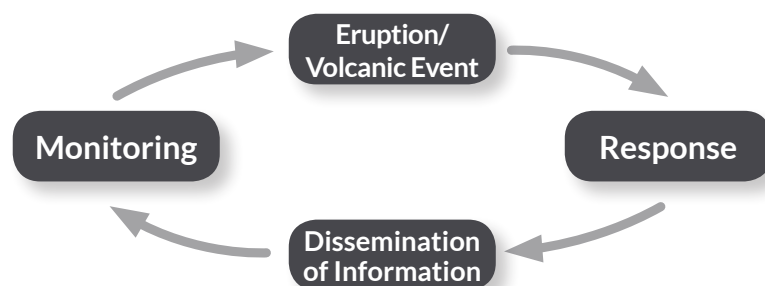 Eruption/
Volcanic Event
Monitoring
Response
Dissemination
of Information